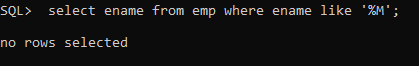 SQL>  select ename from emp where ename like '%M';
no rows selected